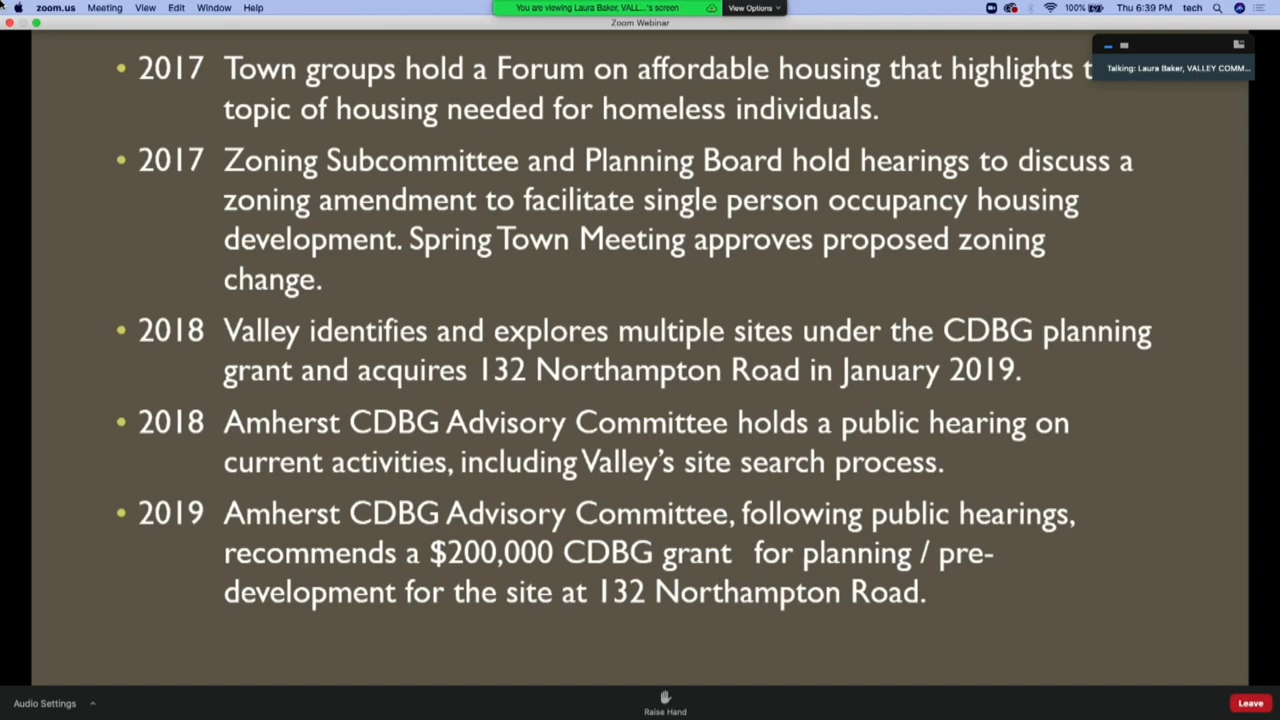 zoom.us Meeting View Edit Window Help
You are viewing Laura Baker, VALL...'s screen View Options
100% Thu 6:39 PM tech
Zoom Webinar
Talking: Laura Baker, VALLEY COMM...
• 2017 Town groups hold a Forum on affordable housing that highlights t
topic of housing needed for homeless individuals.
• 2017 Zoning Subcommittee and Planning Board hold hearings to discuss a
zoning amendment to facilitate single person occupancy housing
development. Spring Town Meeting approves proposed zoning
change.
• 2018 Valley identifies and explores multiple sites under the CDBG planning
grant and acquires 132 Northampton Road in January 2019.
• 2018 Amherst CDBG Advisory Committee holds a public hearing on
current activities, including Valley’s site search process.
• 2019 Amherst CDBG Advisory Committee, following public hearings,
recommends a $200,000 CDBG grant for planning / pre-
development for the site at 132 Northampton Road.
Audio Settings
Raise Hand
Leave